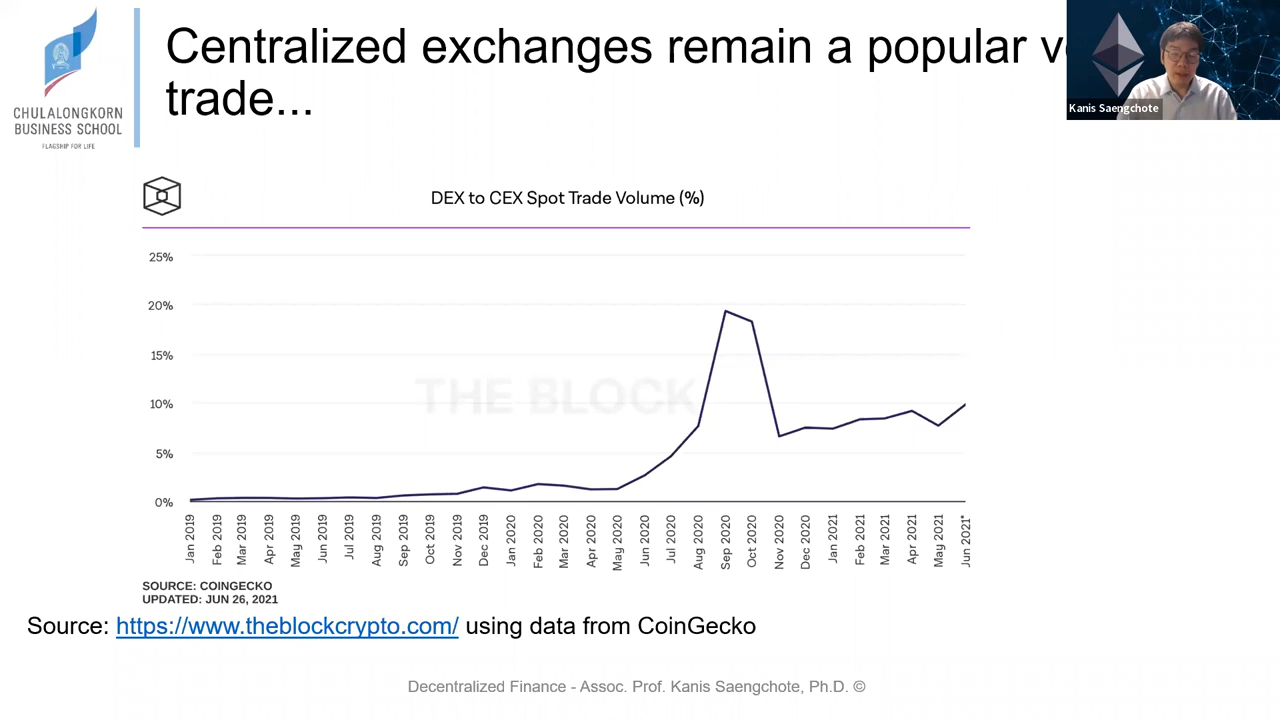 Centralized exchanges remain a popular
trade...
CHULALONGKORN
BUSINESS SCHOOL
FLAGSHIP FOR LIFE
Kanis Saengchote
DEX to CEX Spot Trade Volume (%)
25%
20%
15%
10%
5%
0%
THE BLOCK
Jan 2019
Feb 2019
Mar 2019
Apr 2019
May 2019
Jun 2019
Jul 2019
Aug 2019
Sep 2019
Oct 2019
Nov 2019
Dec 2019
Jan 2020
Feb 2020
Mar 2020
Apr 2020
May 2020
Jun 2020
Jul 2020
Aug 2020
Sep 2020
Oct 2020
Nov 2020
Dec 2020
Jan 2021
Feb 2021
Mar 2021
Apr 2021
May 2021
Jun 2021*
SOURCE: COINGECKO
UPDATED: JUN 26, 2021
Source: https://www.theblockcrypto.com/ using data from CoinGecko
Decentralized Finance - Assoc. Prof. Kanis Saengchote, Ph.D. ©